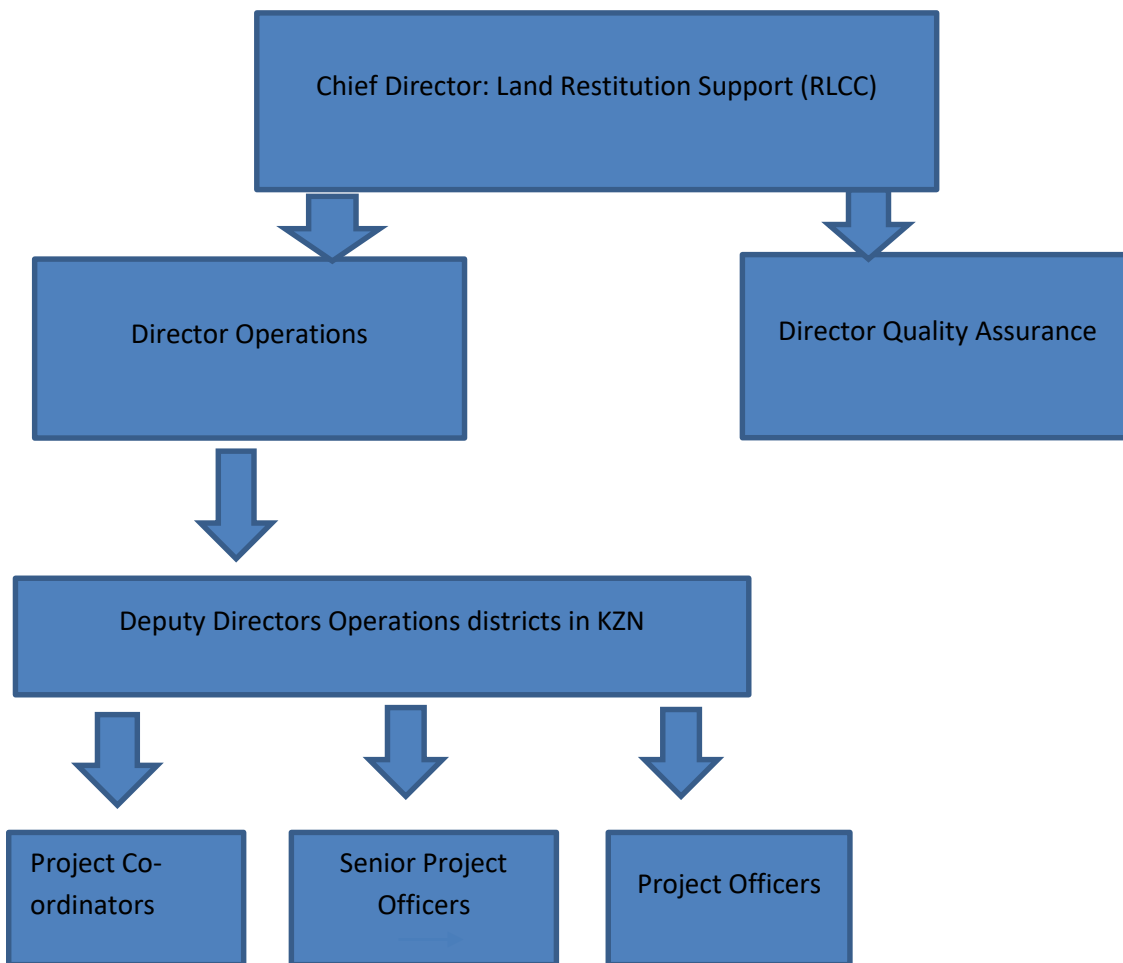 Chief Director: Land Restitution Support (RLCC)
Director Operations
Director Quality Assurance
Deputy Directors Operations districts in KZN
Project Co-
ordinators
Senior Project
Officers
Project Officers